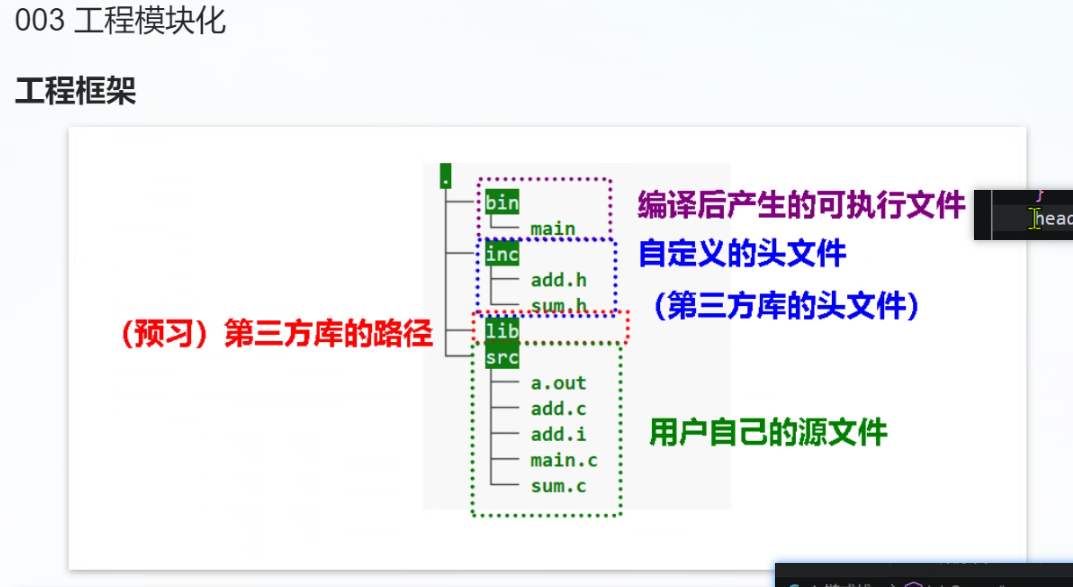 003 工程模块化
工程框架
.
bin
编译后产生的可执行文件
main
inc
自定义的头文件
add.h
sum.h
（第三方库的头文件）
（预习）第三方库的路径
lib
src
a.out
add.c
add.i
用户自己的源文件
main.c
sum.c
}
head